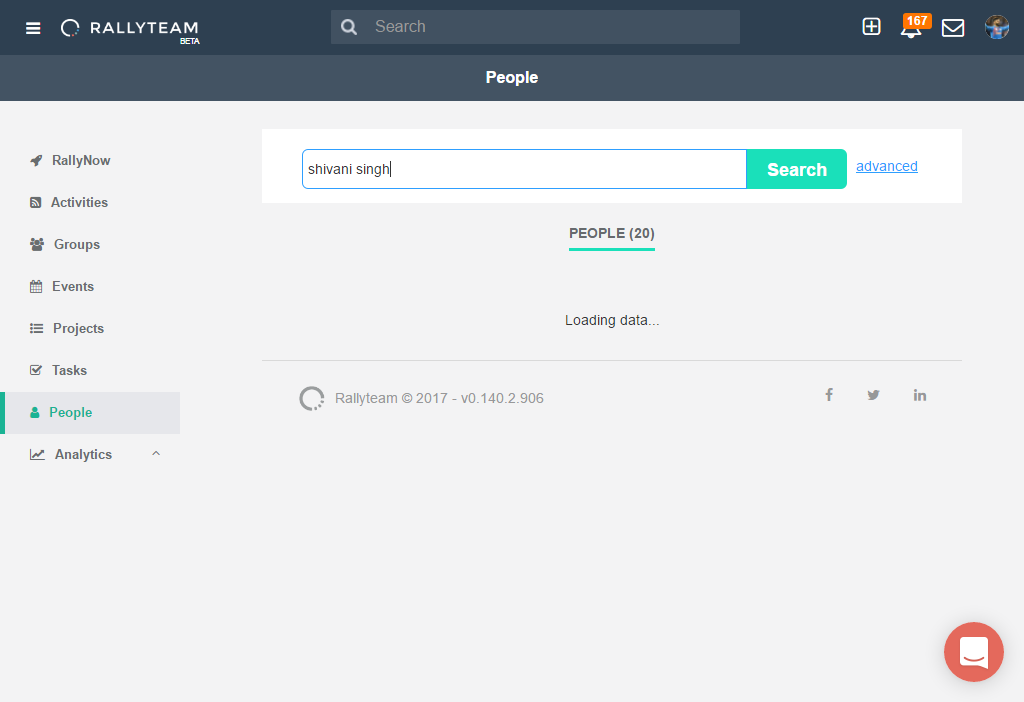 RALLYTEAM
BETA
Search
167
People
RallyNow
Activities
Groups
Events
Projects
Tasks
People
Analytics
shivani singh
Search
advanced
PEOPLE (20)
Loading data...
Rallyteam © 2017 - v0.140.2.906